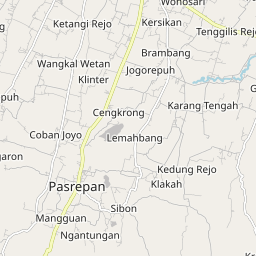 Wonosari
Ketangi Rejo
Kersikan
Tenggilis Rejo
Brambang
Wangkal Wetan
Jogorepuh
Klinter
puh
Karang Tengah
Cengkrong
Coban Joyo
Lemahbang
garon
Kedung Rejo
Pasrepan
Klakah
Sibon
Mangguan
Ngantungan